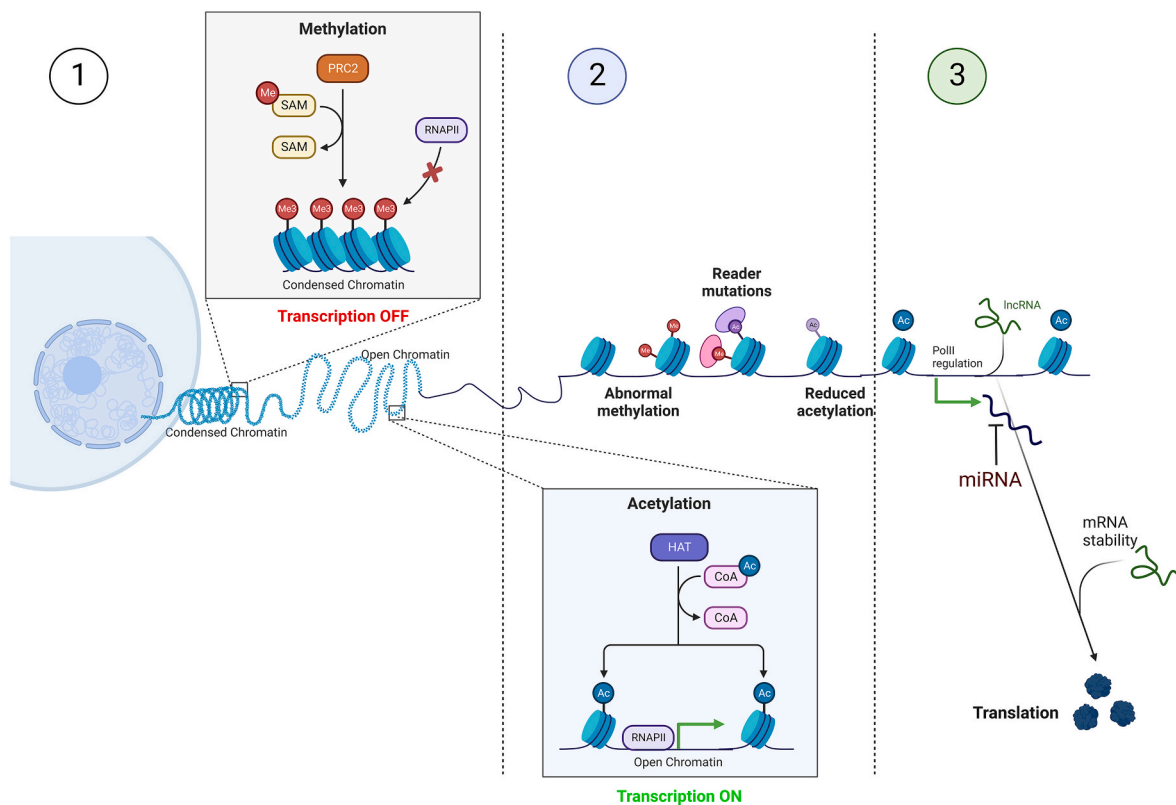 1
Methylation
PRC2
Me
SAM
SAM
RNAPII
Me3
Me3
Me3
Me3
Condensed Chromatin
Transcription OFF
Open Chromatin
Condensed Chromatin
2
Reader
mutations
Me
Me
Ac
Me
Ac
Abnormal
methylation
Reduced
acetylation
Acetylation
HAT
Ac
CoA
CoA
Ac
Ac
RNAPII
Open Chromatin
Transcription ON
3
Ac
lncRNA
Ac
PolII
regulation
miRNA
mRNA
stability
Translation